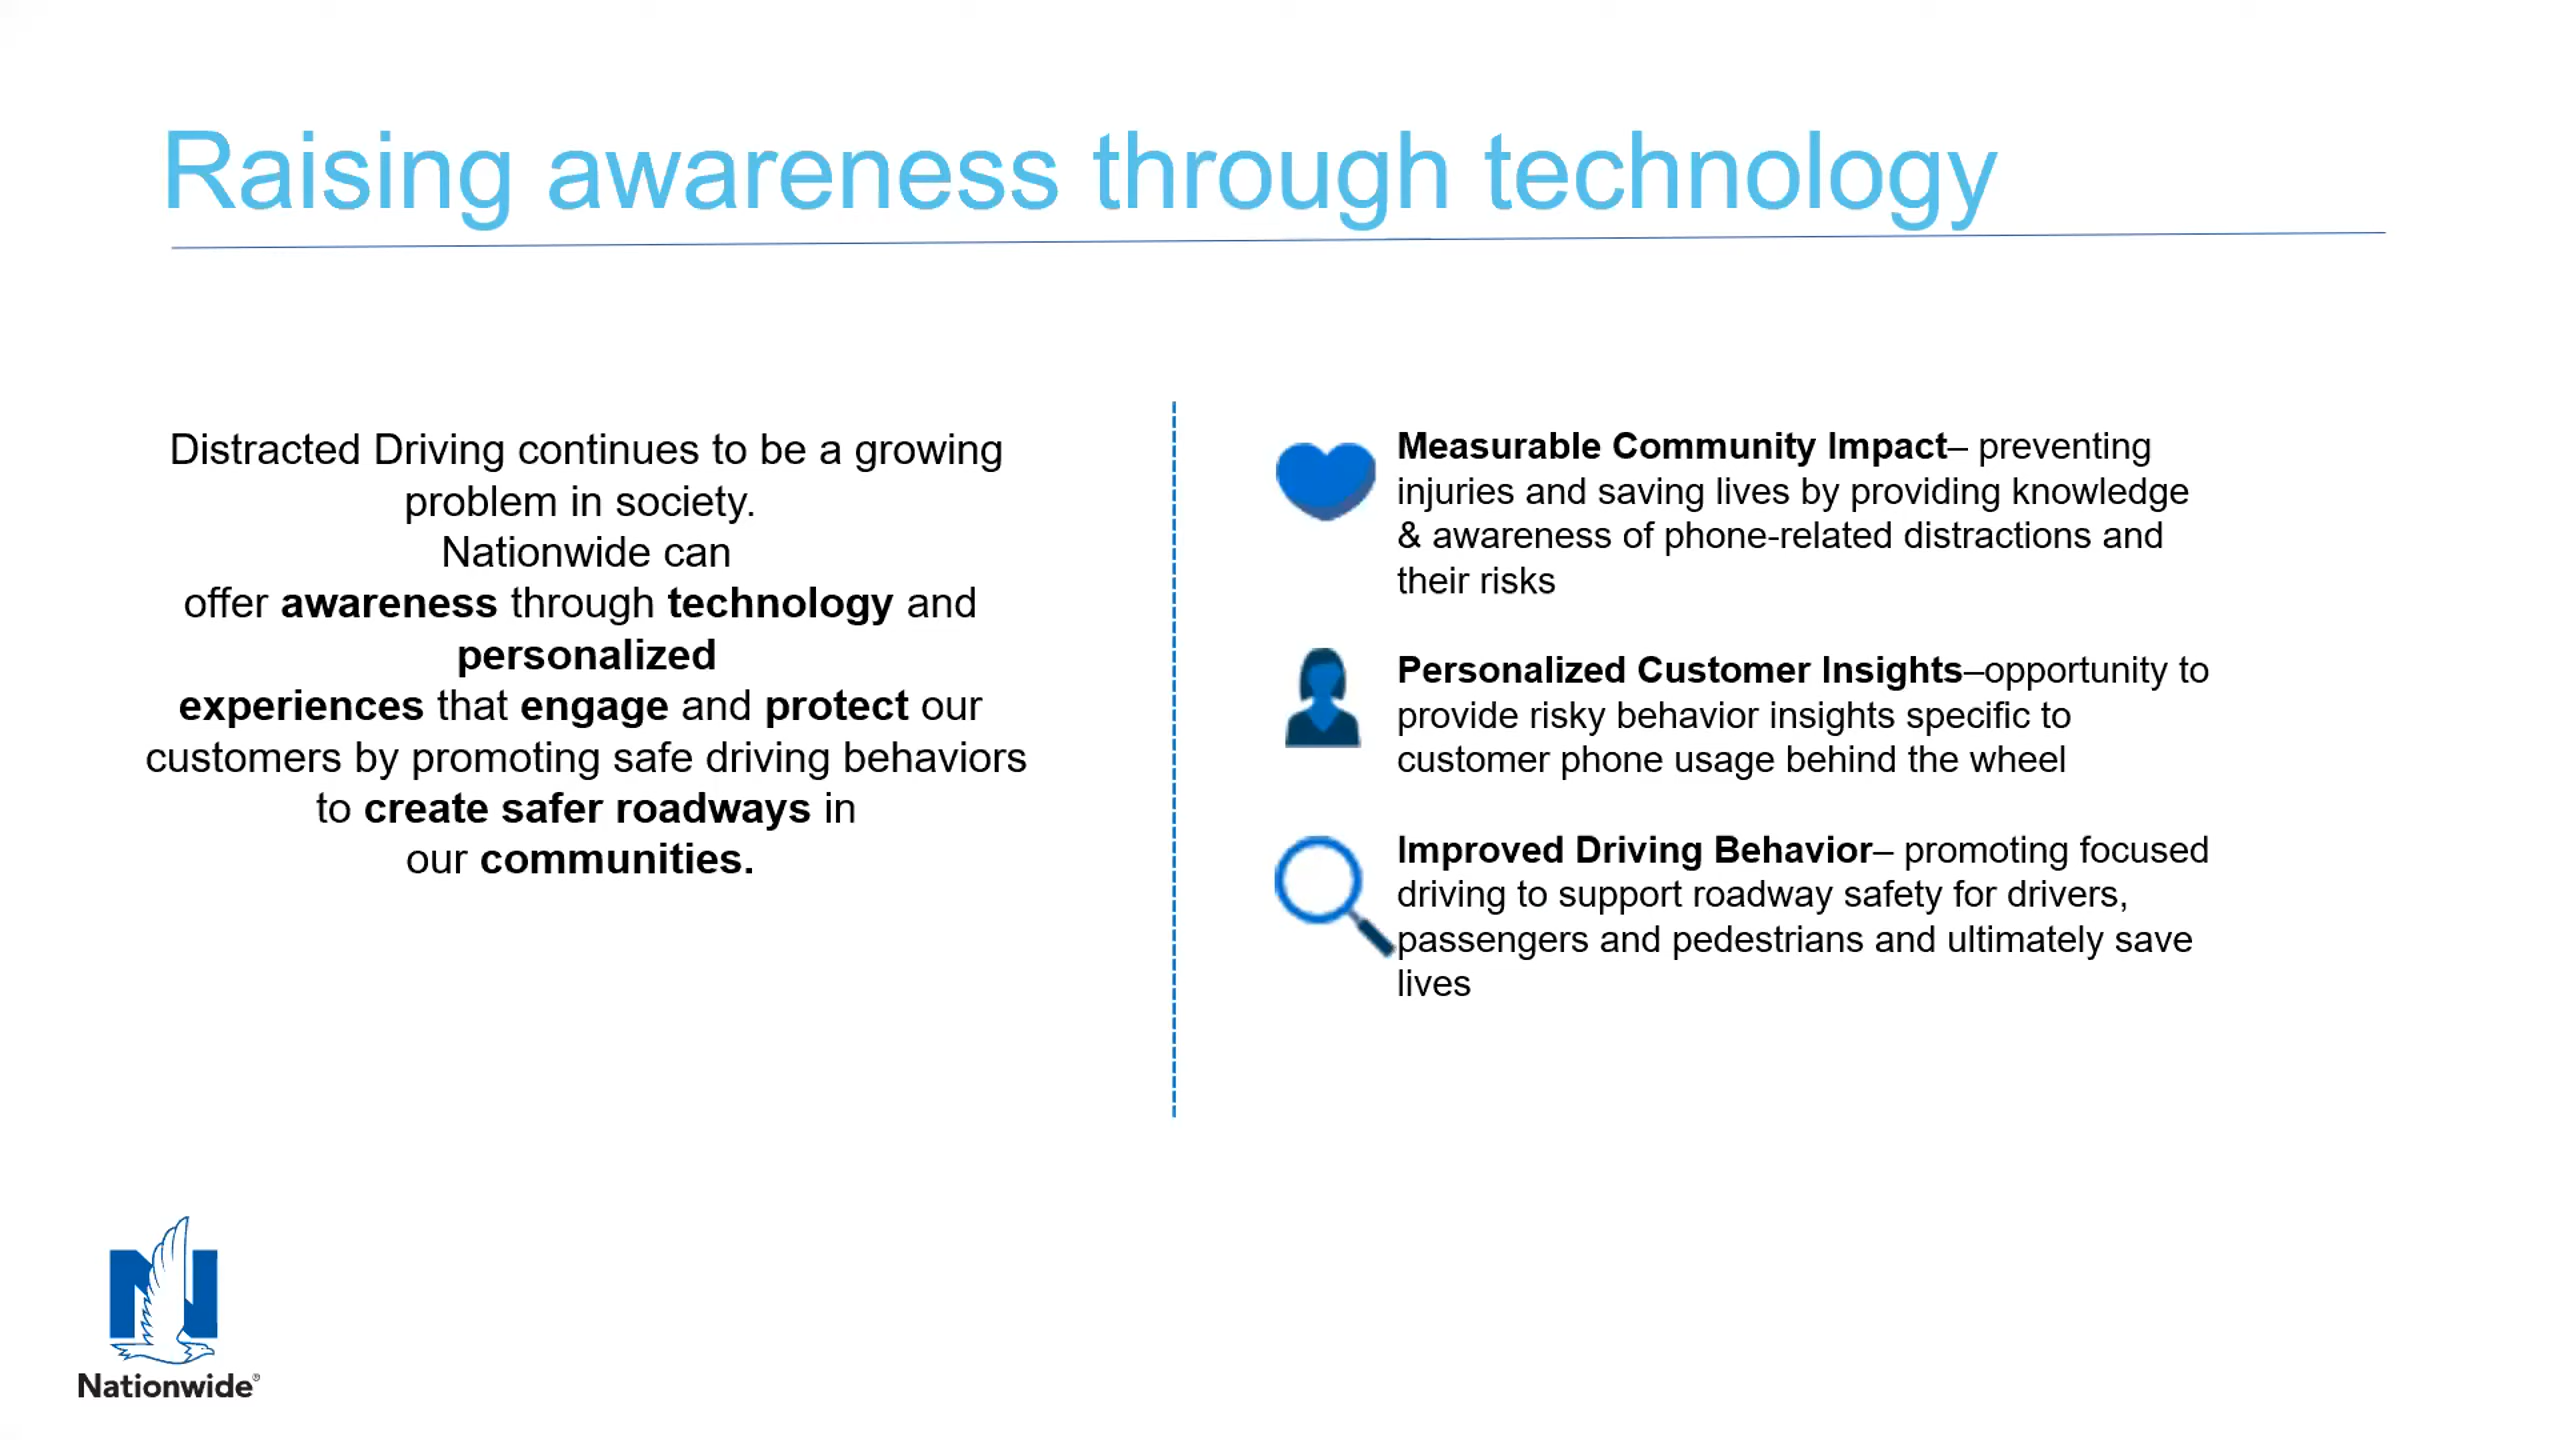 Raising awareness through technology
Distracted Driving continues to be a growing
problem in society.
Nationwide can
offer awareness through technology and
personalized
experiences that engage and protect our
customers by promoting safe driving behaviors
to create safer roadways in
our communities.
Measurable Community Impact– preventing
injuries and saving lives by providing knowledge
& awareness of phone-related distractions and
their risks
Personalized Customer Insights–opportunity to
provide risky behavior insights specific to
customer phone usage behind the wheel
Improved Driving Behavior– promoting focused
driving to support roadway safety for drivers,
passengers and pedestrians and ultimately save
lives
N
Nationwide®